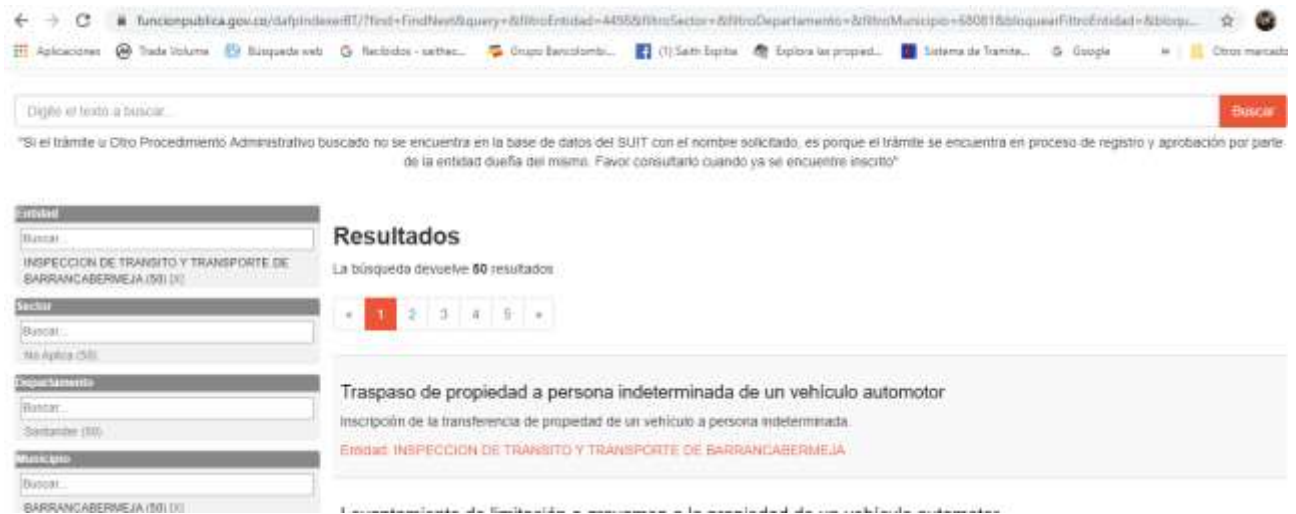 funcionpublica.gov.co/dafpIndexerBT/?find=FindNext&query=&filtroEntidad=4498&filtroSector=&filtroDepartamento=&filtroMunicipio=68081&bloquearFiltroEntidad=&bloqu...
Aplicaciones Trade Volume Búsqueda web Recibidos - Grupo Bancolombi... (1) Saith Explora las propied... Sistema de Tramite... Google » Otros marcado
Digite el texto a buscar...
Buscar
"Si el trámite u Otro Procedimiento Administrativo buscado no se encuentra en la base de datos del SUIT con el nombre solicitado, es porque el trámite se encuentra en proceso de registro y aprobación por parte
de la entidad dueña del mismo. Favor consultarlo cuando ya se encuentre inscrito"
Entidad
Buscar...
INSPECCION DE TRANSITO Y TRANSPORTE DE
BARRANCABERMEJA (50) [X]
Sector
Buscar...
No Aplica (50)
Departamento
Buscar...
Santander (50)
Municipio
Buscar...
BARRANCABERMEJA (50) [X]
Resultados
La búsqueda devuelve 50 resultados
« 1 2 3 4 5 »
Traspaso de propiedad a persona indeterminada de un vehículo automotor
Inscripción de la transferencia de propiedad de un vehículo a persona indeterminada.
Entidad: INSPECCION DE TRANSITO Y TRANSPORTE DE BARRANCABERMEJA
Levantamiento de limitación o gravamen a la propiedad de un vehículo automotor